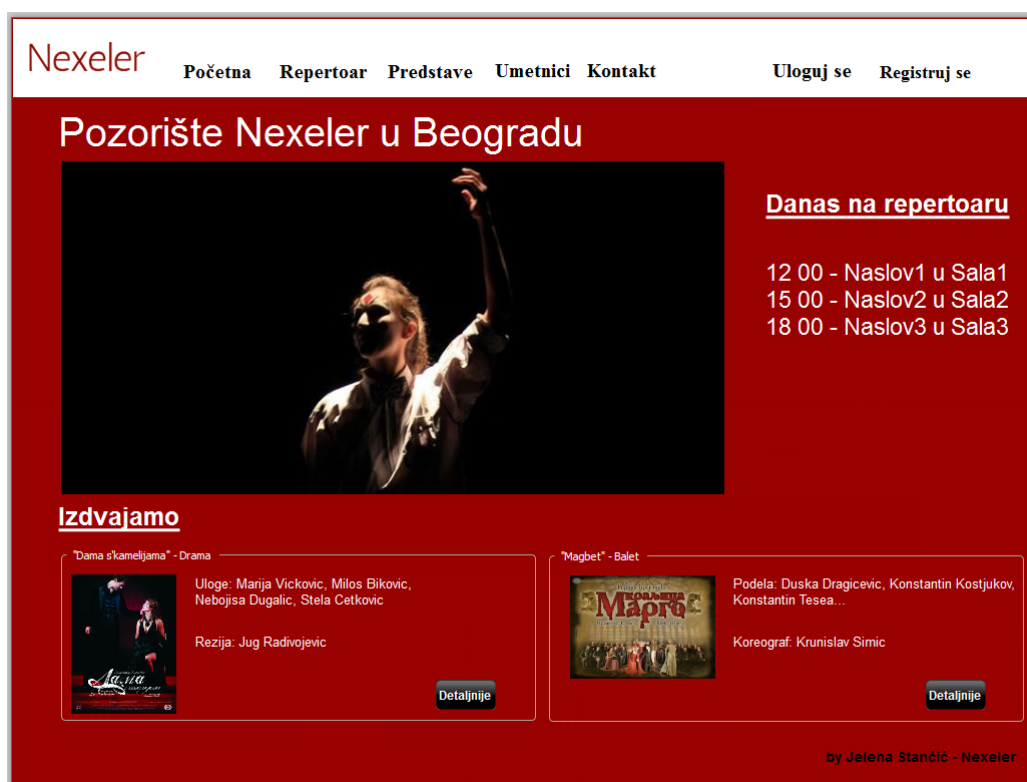 Nexeler
Početna Repertoar Predstave Umetnici Kontakt Uloguj se Registruj se
Pozorište Nexeler u Beogradu
Danas na repertoaru
12 00 - Naslov1 u Sala1
15 00 - Naslov2 u Sala2
18 00 - Naslov3 u Sala3
Izdvajamo
"Dama s'kamelijama" - Drama
Uloge: Marija Vickovic, Milos Bikovic,
Nebojisa Dugalic, Stela Cetkovic
Rezija: Jug Radivojevic
Дама
Detaljnije
"Magbet" - Balet
КРАЉИЦА
Марго
Podela: Duska Dragicevic, Konstantin Kostjukov,
Konstantin Tesea...
Koreograf: Krunislav Simic
Detaljnije
by Jelena Stančić - Nexeler